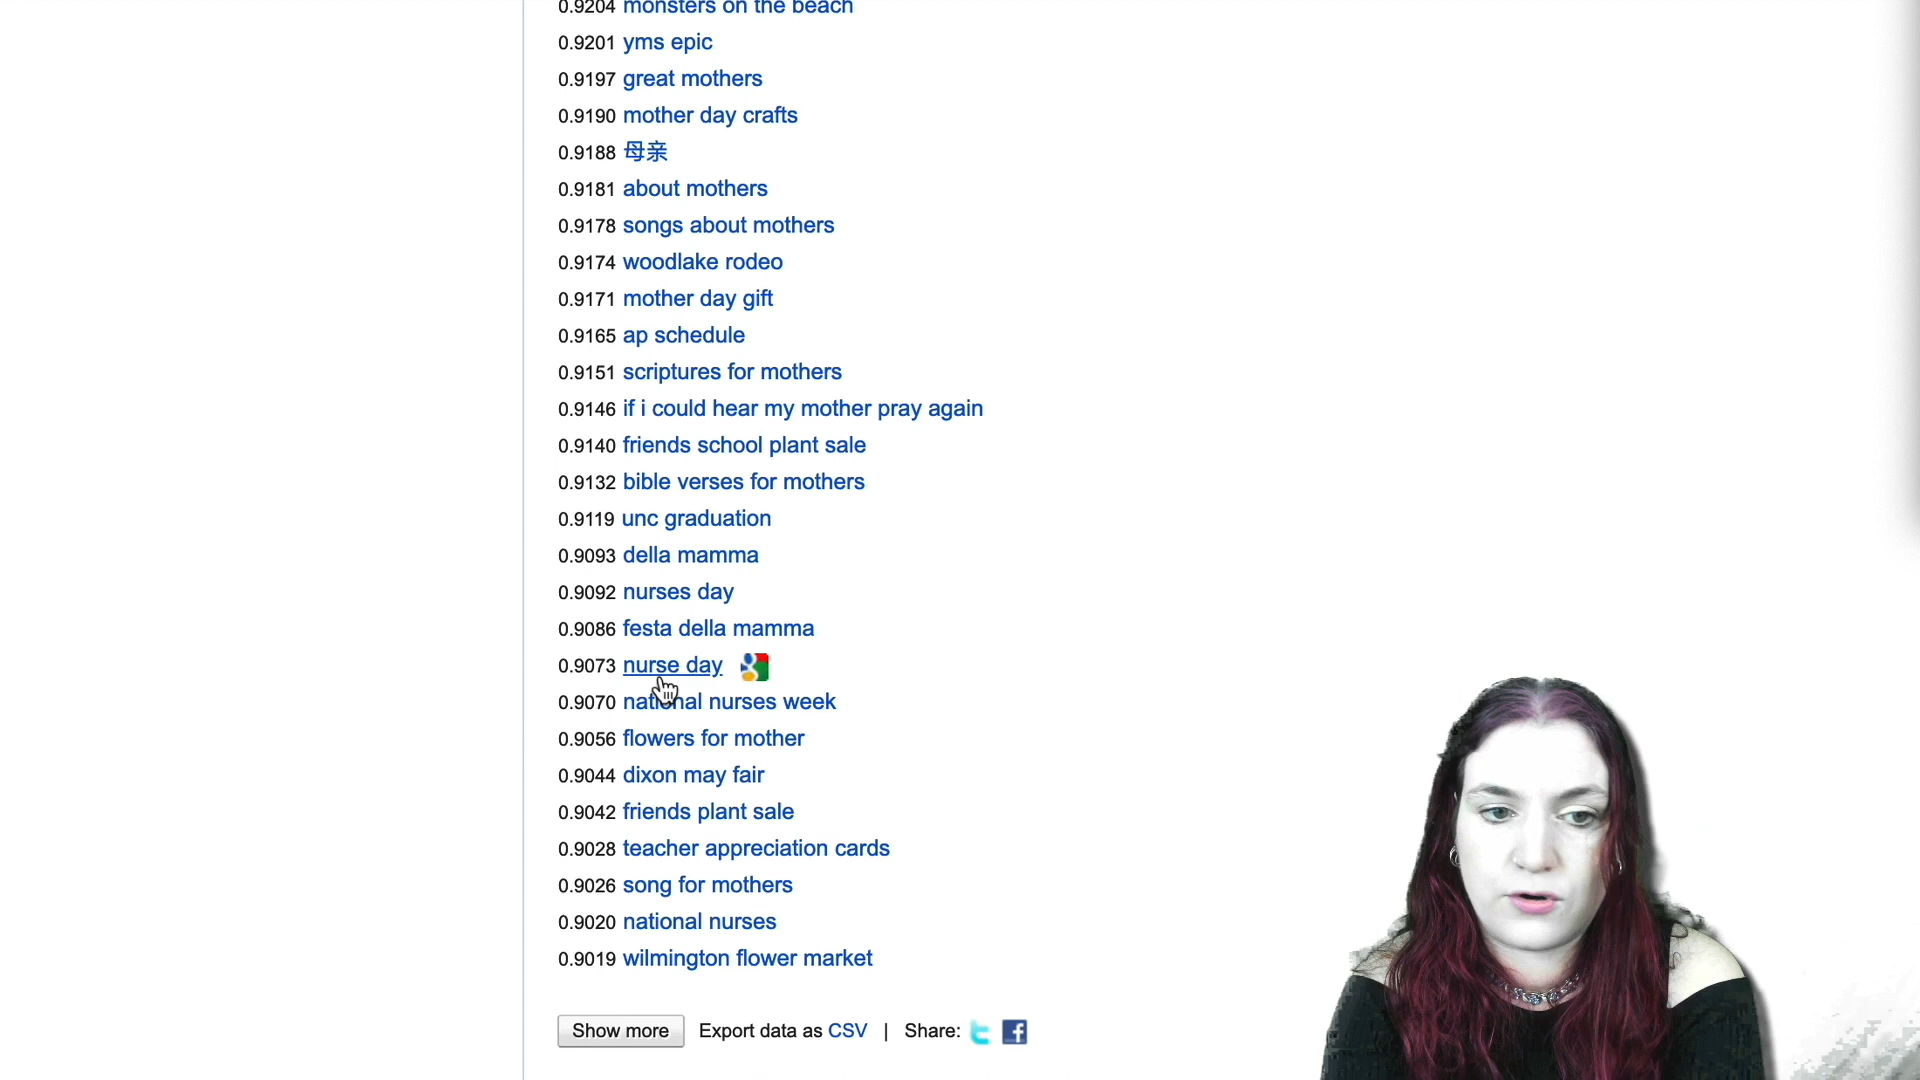 0.9204 monsters on the beach
0.9201 yms epic
0.9197 great mothers
0.9190 mother day crafts
0.9188 母亲
0.9181 about mothers
0.9178 songs about mothers
0.9174 woodlake rodeo
0.9171 mother day gift
0.9165 ap schedule
0.9151 scriptures for mothers
0.9146 if i could hear my mother pray again
0.9140 friends school plant sale
0.9132 bible verses for mothers
0.9119 unc graduation
0.9093 della mamma
0.9092 nurses day
0.9086 festa della mamma
0.9073 nurse day
0.9070 national nurses week
0.9056 flowers for mother
0.9044 dixon may fair
0.9042 friends plant sale
0.9028 teacher appreciation cards
0.9026 song for mothers
0.9020 national nurses
0.9019 wilmington flower market
Show more Export data as CSV | Share: